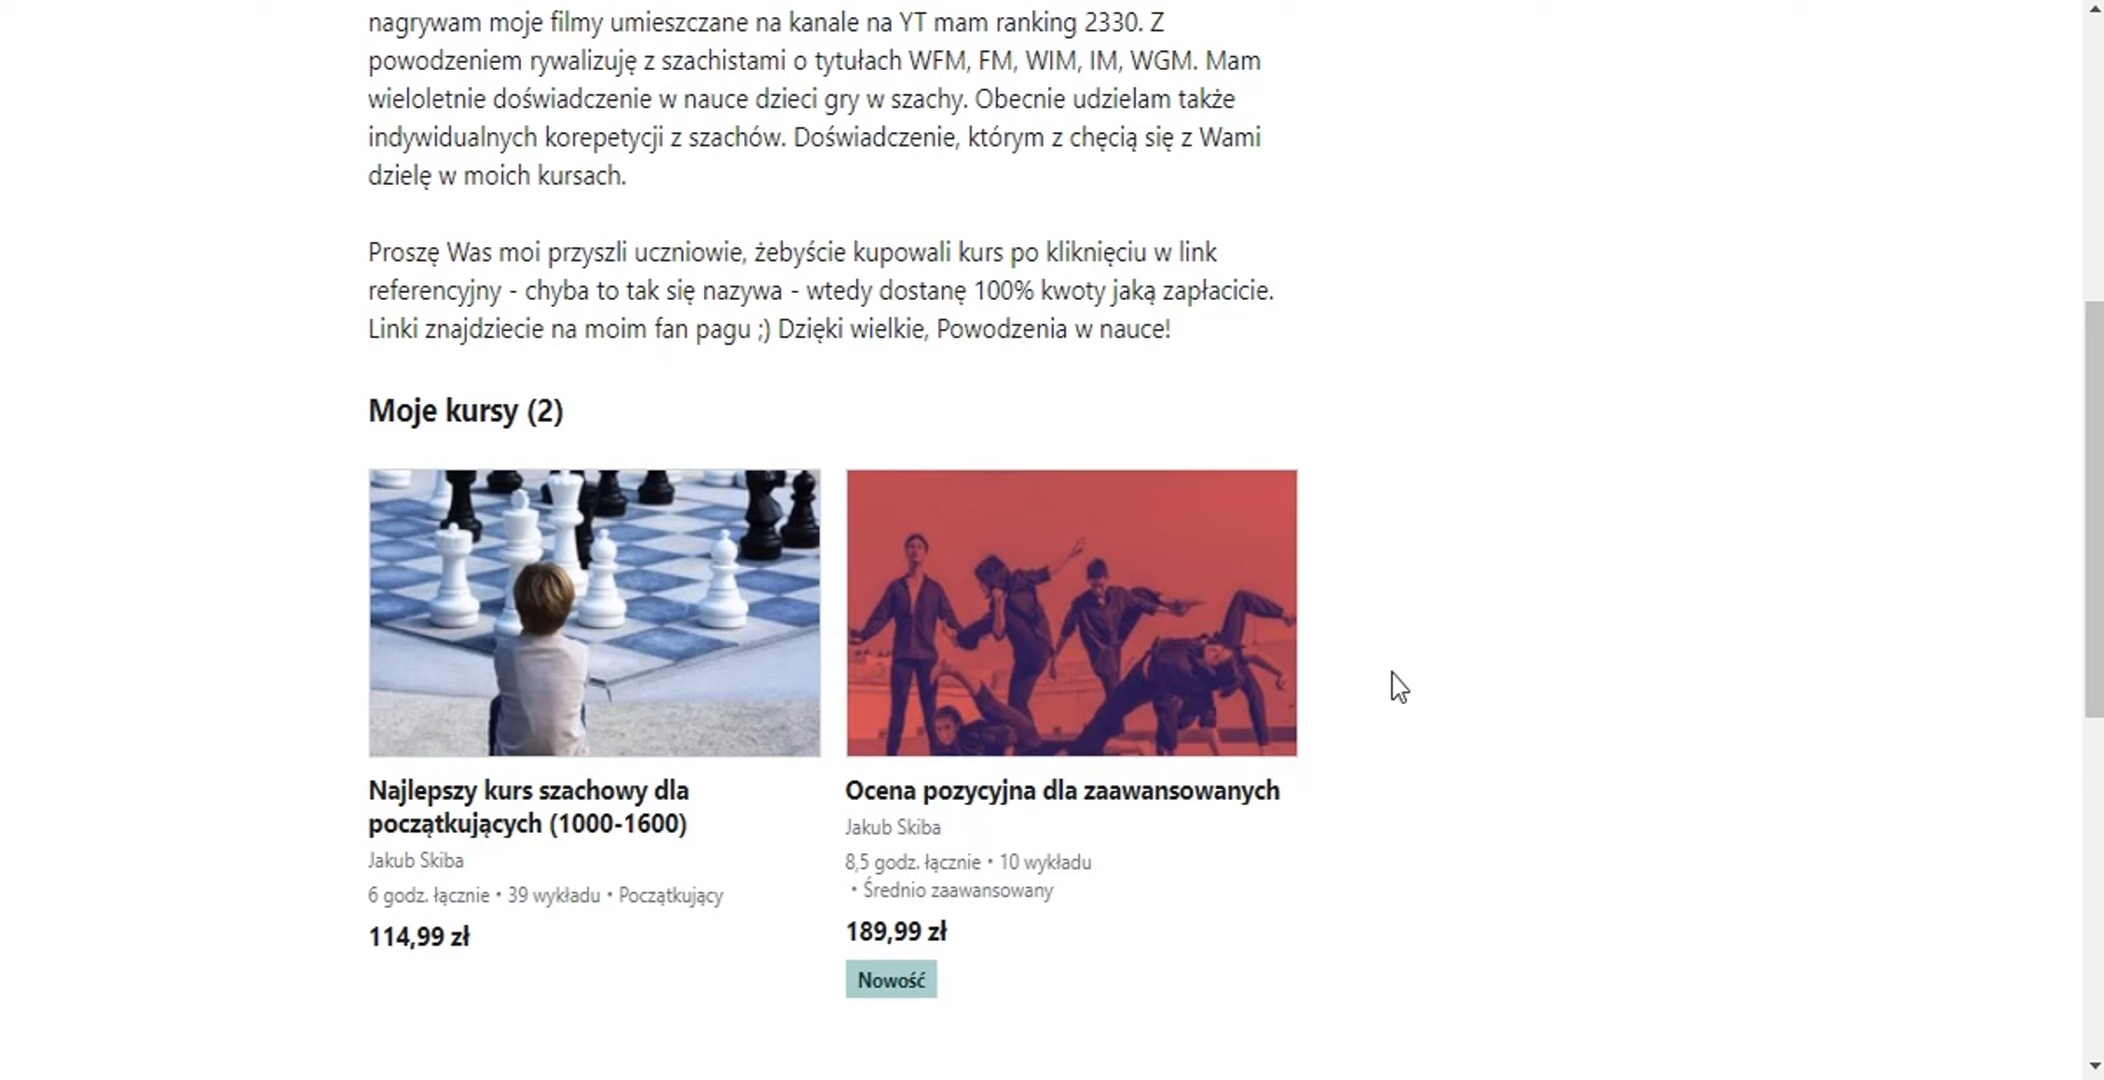 nagrywam moje filmy umieszczane na kanale na YT mam ranking 2330. Z
powodzeniem rywalizuję z szachistami o tytułach WFM, FM, WIM, IM, WGM. Mam
wieloletnie doświadczenie w nauce dzieci gry w szachy. Obecnie udzielam także
indywidualnych korepetycji z szachów. Doświadczenie, którym z chęcią się z Wami
dzielę w moich kursach.
Proszę Was moi przyszli uczniowie, żebyście kupowali kurs po kliknięciu w link
referencyjny - chyba to tak się nazywa - wtedy dostanę 100% kwoty jaką zapłacicie.
Linki znajdziecie na moim fan pagu ;) Dzięki wielkie, Powodzenia w nauce!
Moje kursy (2)
Najlepszy kurs szachowy dla
początkujących (1000-1600)
Jakub Skiba
6 godz. łącznie • 39 wykładu • Początkujący
114,99 zł
Ocena pozycyjna dla zaawansowanych
Jakub Skiba
8,5 godz. łącznie • 10 wykładu
• Średnio zaawansowany
189,99 zł
Nowość